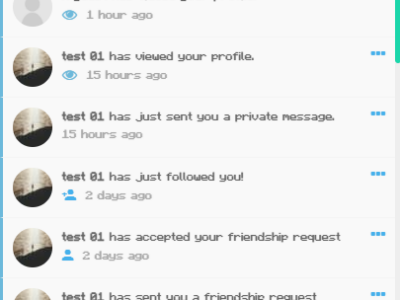 1 hour ago
test 01 has viewed your profile.
15 hours ago
test 01 has just sent you a private message.
15 hours ago
test 01 has just followed you!
2 days ago
test 01 has accepted your friendship request
2 days ago
test 01 has sent you a friendship request